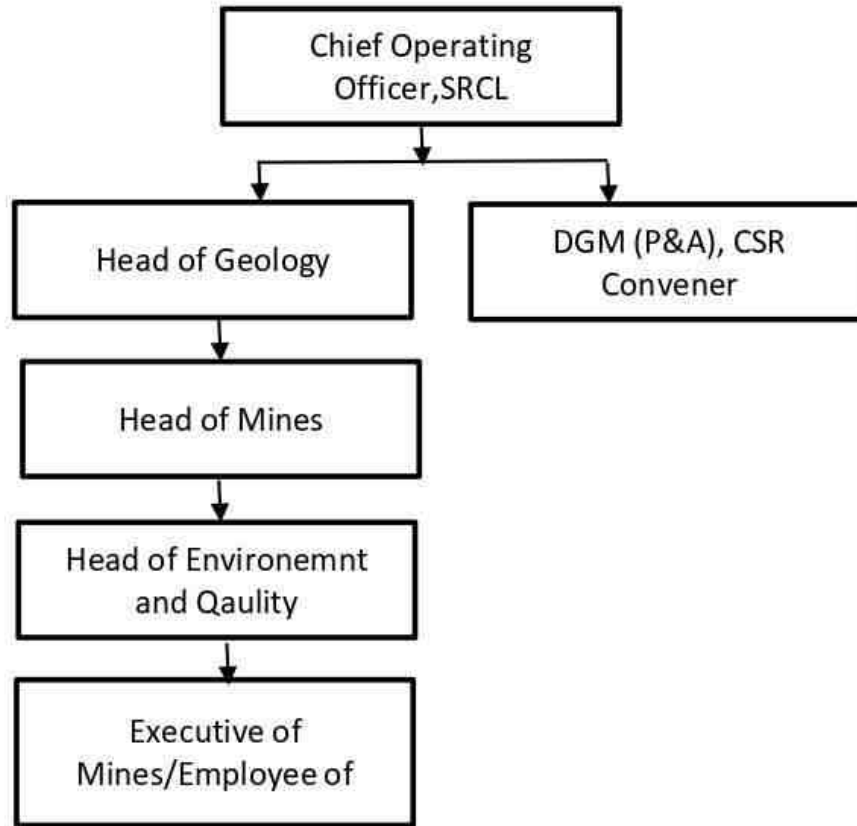 Chief Operating
Officer,SRCL
Head of Geology
DGM (P&A), CSR
Convener
Head of Mines
Head of Environemnt
and Qaulity
Executive of
Mines/Employee of